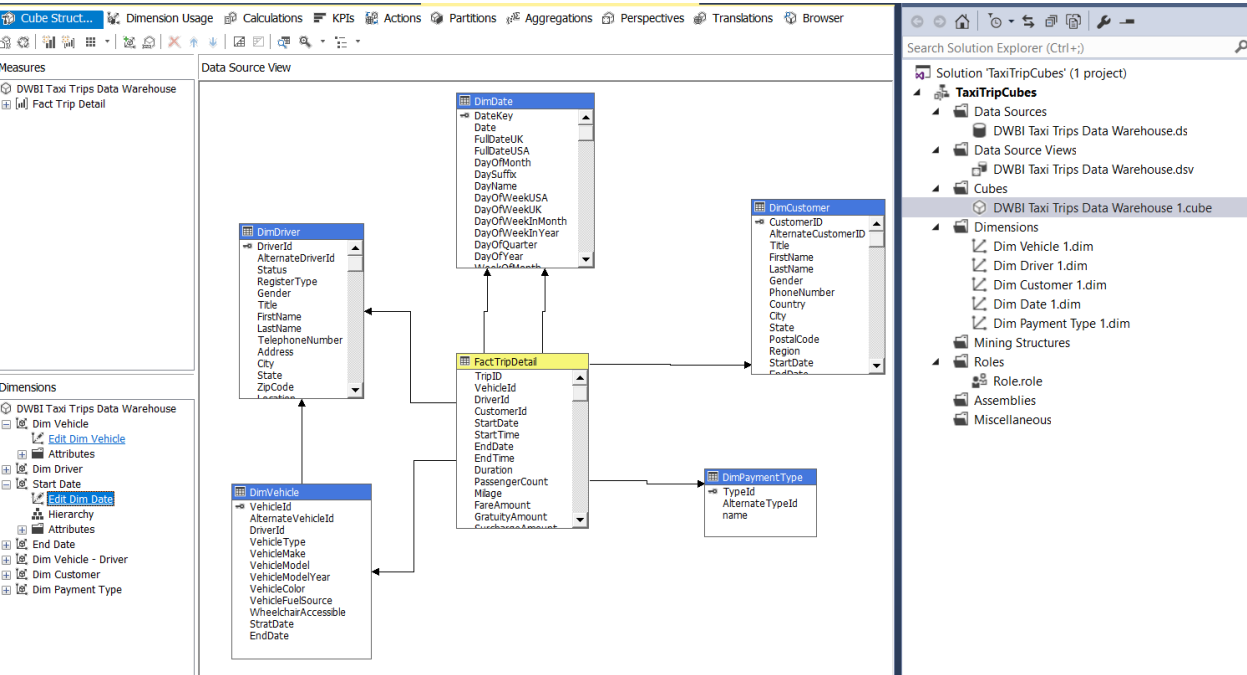 Cube Struct... Dimension Usage Calculations KPIs Actions Partitions Aggregations Perspectives Translations Browser
Measures
DWBI Taxi Trips Data Warehouse
Fact Trip Detail
Dimensions
DWBI Taxi Trips Data Warehouse
Dim Vehicle
Edit Dim Vehicle
Attributes
Dim Driver
Start Date
Edit Dim Date
Hierarchy
Attributes
End Date
Dim Vehicle - Driver
Dim Customer
Dim Payment Type
Data Source View
DimDate
DateKey
Date
FullDateUK
FullDateUSA
DayOfMonth
DaySuffix
DayName
DayOfWeekUSA
DayOfWeekUK
DayOfWeekInMonth
DayOfWeekInYear
DayOfQuarter
DayOfYear
WeekOfMonth
DimDriver
DriverId
AlternateDriverId
Status
RegisterType
Gender
Title
FirstName
LastName
TelephoneNumber
Address
City
State
ZipCode
Location
DimCustomer
CustomerID
AlternateCustomerID
Title
FirstName
LastName
Gender
PhoneNumber
Country
City
State
PostalCode
Region
StartDate
EndDate
FactTripDetail
TripID
VehicleId
DriverId
CustomerId
StartDate
StartTime
EndDate
EndTime
Duration
PassengerCount
Milage
FareAmount
GratuityAmount
SurchargeAmount
DimVehicle
VehicleId
AlternateVehicleId
DriverId
VehicleType
VehicleMake
VehicleModel
VehicleModelYear
VehicleColor
VehicleFuelSource
WheelchairAccessible
StratDate
EndDate
DimPaymentType
TypeId
AlternateTypeId
name
Search Solution Explorer (Ctrl+;)
Solution 'TaxiTripCubes' (1 project)
TaxiTripCubes
Data Sources
DWBI Taxi Trips Data Warehouse.ds
Data Source Views
DWBI Taxi Trips Data Warehouse.dsv
Cubes
DWBI Taxi Trips Data Warehouse 1.cube
Dimensions
Dim Vehicle 1.dim
Dim Driver 1.dim
Dim Customer 1.dim
Dim Date 1.dim
Dim Payment Type 1.dim
Mining Structures
Roles
Role.role
Assemblies
Miscellaneous